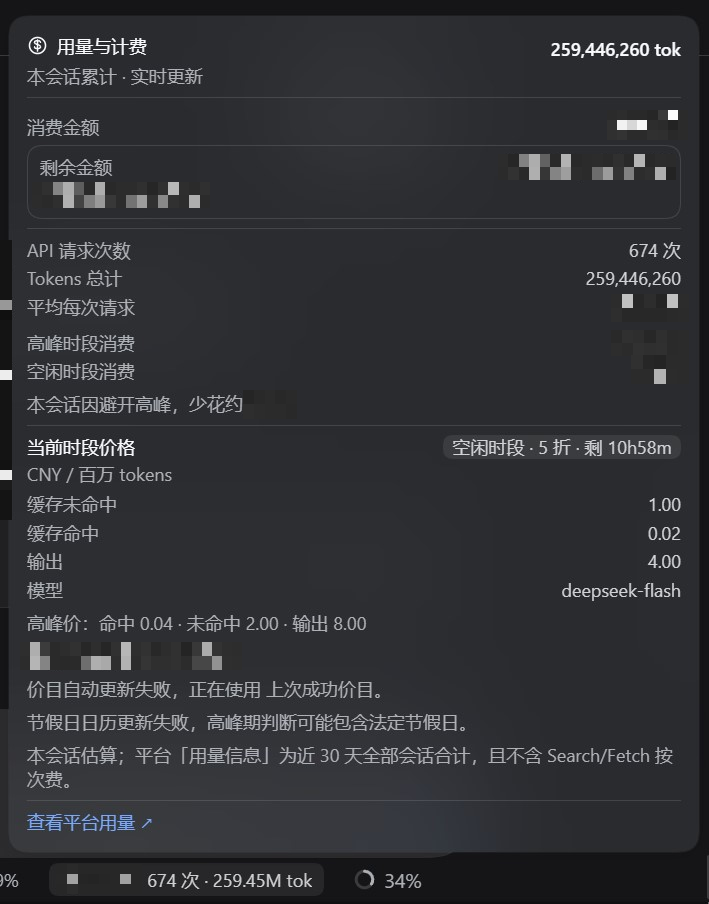 用量与计费
259,446,260 tok
本会话累计 · 实时更新
消费金额
剩余金额
API 请求次数 674 次
Tokens 总计 259,446,260
平均每次请求
高峰时段消费
空闲时段消费
本会话因避开高峰，少花约
当前时段价格 空闲时段 · 5 折 · 剩 10h58m
CNY / 百万 tokens
缓存未命中 1.00
缓存命中 0.02
输出 4.00
模型 deepseek-flash
高峰价：命中 0.04 · 未命中 2.00 · 输出 8.00
价目自动更新失败，正在使用 上次成功价目。
节假日日历更新失败，高峰期判断可能包含法定节假日。
本会话估算；平台「用量信息」为近 30 天全部会话合计，且不含 Search/Fetch 按
次费。
查看平台用量 ↗
674 次 · 259.45M tok 34%